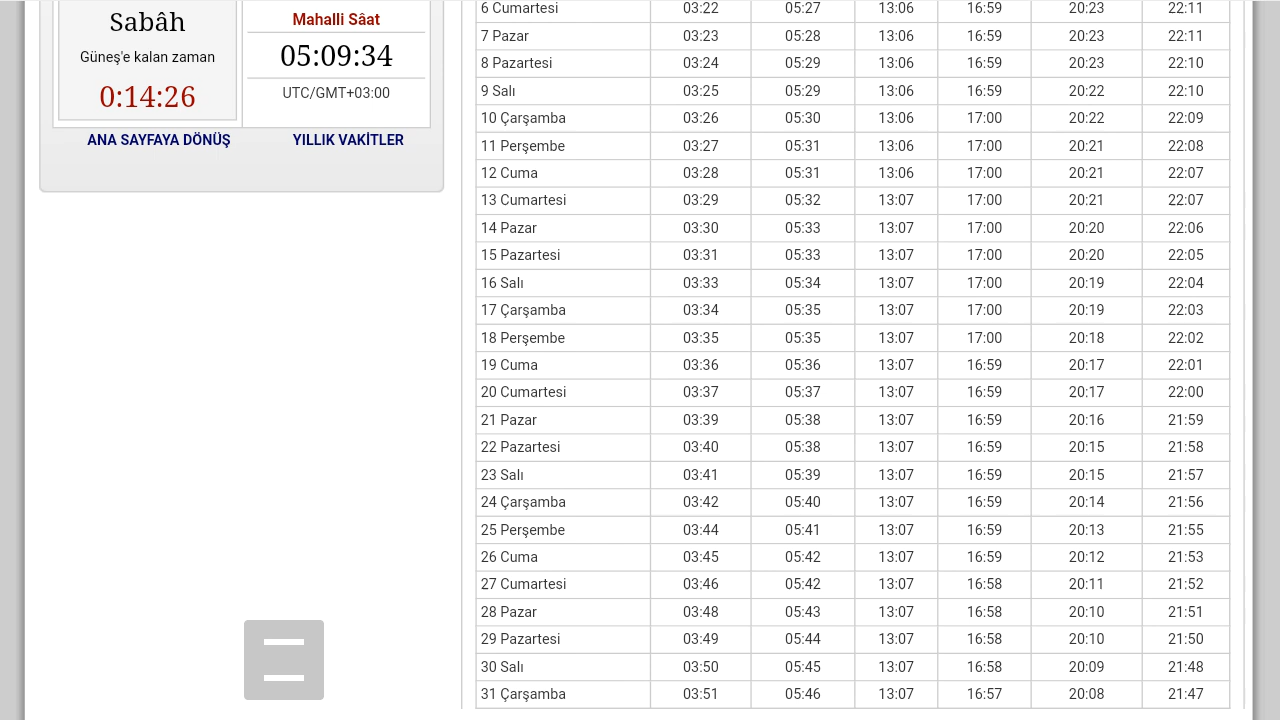 Sabâh
Güneş'e kalan zaman
0:14:26
Mahalli Sâat
05:09:34
UTC/GMT+03:00
ANA SAYFAYA DÖNÜŞ YILLIK VAKİTLER
6 Cumartesi 03:22 05:27 13:06 16:59 20:23 22:11
7 Pazar 03:23 05:28 13:06 16:59 20:23 22:11
8 Pazartesi 03:24 05:29 13:06 16:59 20:23 22:10
9 Salı 03:25 05:29 13:06 16:59 20:22 22:10
10 Çarşamba 03:26 05:30 13:06 17:00 20:22 22:09
11 Perşembe 03:27 05:31 13:06 17:00 20:21 22:08
12 Cuma 03:28 05:31 13:06 17:00 20:21 22:07
13 Cumartesi 03:29 05:32 13:07 17:00 20:21 22:07
14 Pazar 03:30 05:33 13:07 17:00 20:20 22:06
15 Pazartesi 03:31 05:33 13:07 17:00 20:20 22:05
16 Salı 03:33 05:34 13:07 17:00 20:19 22:04
17 Çarşamba 03:34 05:35 13:07 17:00 20:19 22:03
18 Perşembe 03:35 05:35 13:07 17:00 20:18 22:02
19 Cuma 03:36 05:36 13:07 16:59 20:17 22:01
20 Cumartesi 03:37 05:37 13:07 16:59 20:17 22:00
21 Pazar 03:39 05:38 13:07 16:59 20:16 21:59
22 Pazartesi 03:40 05:38 13:07 16:59 20:15 21:58
23 Salı 03:41 05:39 13:07 16:59 20:15 21:57
24 Çarşamba 03:42 05:40 13:07 16:59 20:14 21:56
25 Perşembe 03:44 05:41 13:07 16:59 20:13 21:55
26 Cuma 03:45 05:42 13:07 16:59 20:12 21:53
27 Cumartesi 03:46 05:42 13:07 16:58 20:11 21:52
28 Pazar 03:48 05:43 13:07 16:58 20:10 21:51
29 Pazartesi 03:49 05:44 13:07 16:58 20:10 21:50
30 Salı 03:50 05:45 13:07 16:58 20:09 21:48
31 Çarşamba 03:51 05:46 13:07 16:57 20:08 21:47